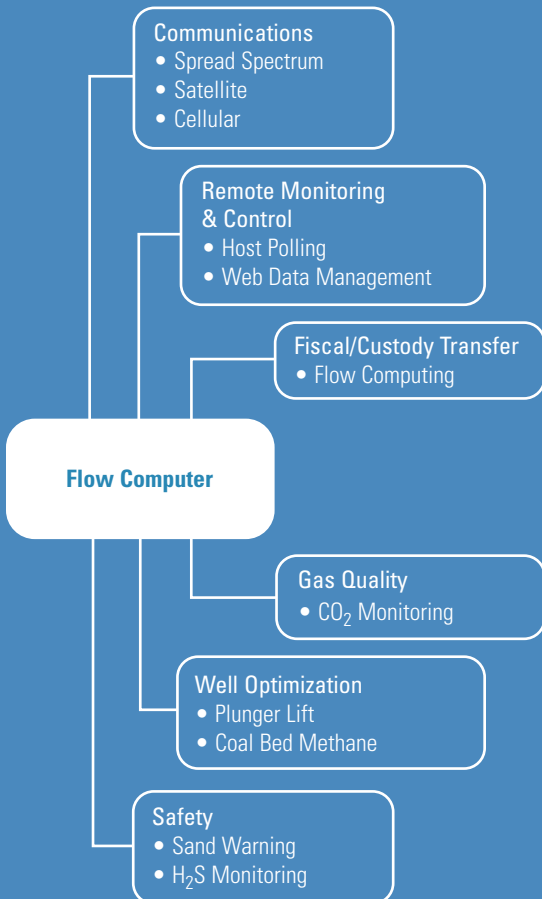 Communications
• Spread Spectrum
• Satellite
• Cellular
Remote Monitoring
& Control
• Host Polling
• Web Data Management
Fiscal/Custody Transfer
• Flow Computing
Flow Computer
Gas Quality
• CO₂ Monitoring
Well Optimization
• Plunger Lift
• Coal Bed Methane
Safety
• Sand Warning
• H₂S Monitoring